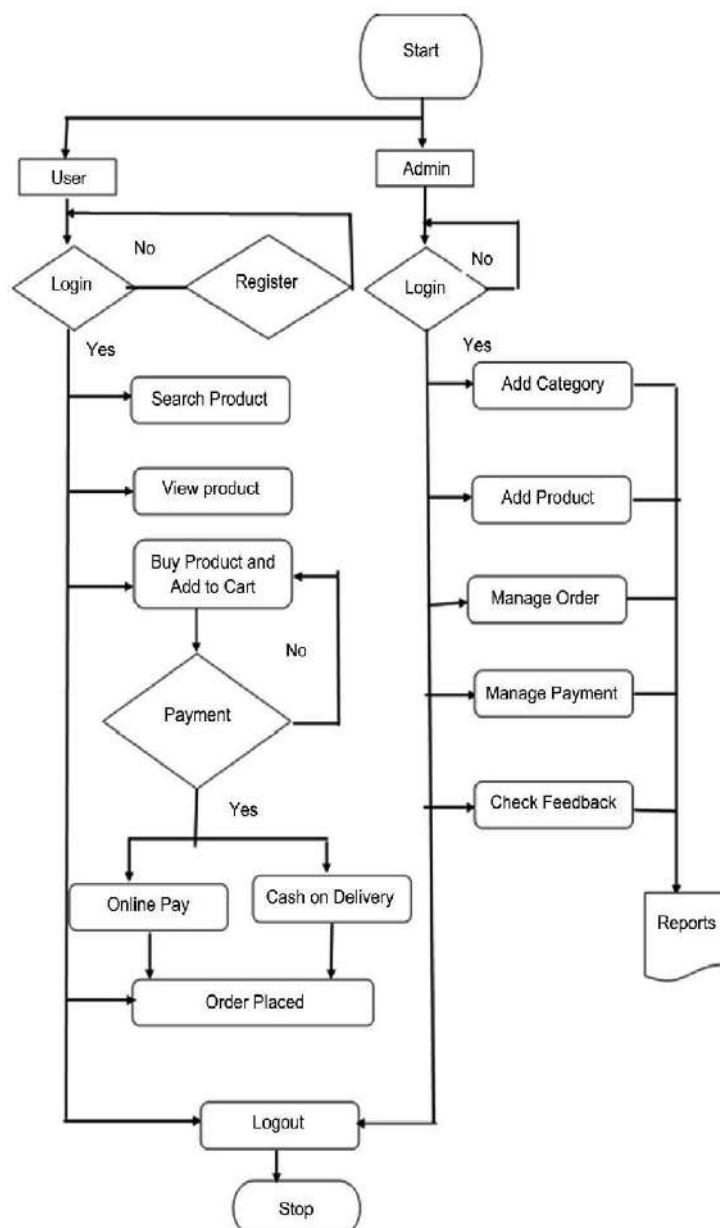 Start
User
Admin
No
Login
Register
No
Login
Yes
Yes
Search Product
Add Category
View product
Add Product
Buy Product and
Add to Cart
Manage Order
No
Payment
Manage Payment
Yes
Check Feedback
Online Pay
Cash on Delivery
Reports
Order Placed
Logout
Stop